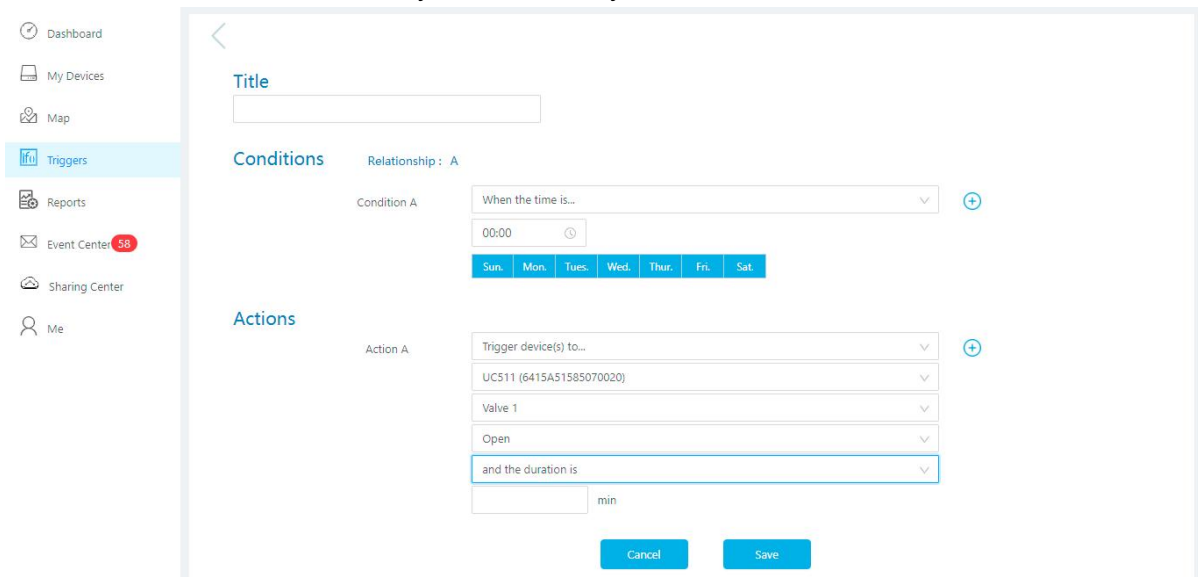 Dashboard
My Devices
Map
Triggers
Reports
Event Center 58
Sharing Center
Me
Title
Conditions Relationship : A
Condition A When the time is...
00:00
Sun. Mon. Tues. Wed. Thur. Fri. Sat.
Actions
Action A Trigger device(s) to...
UC511 (6415A51585070020)
Valve 1
Open
and the duration is
min
Cancel Save